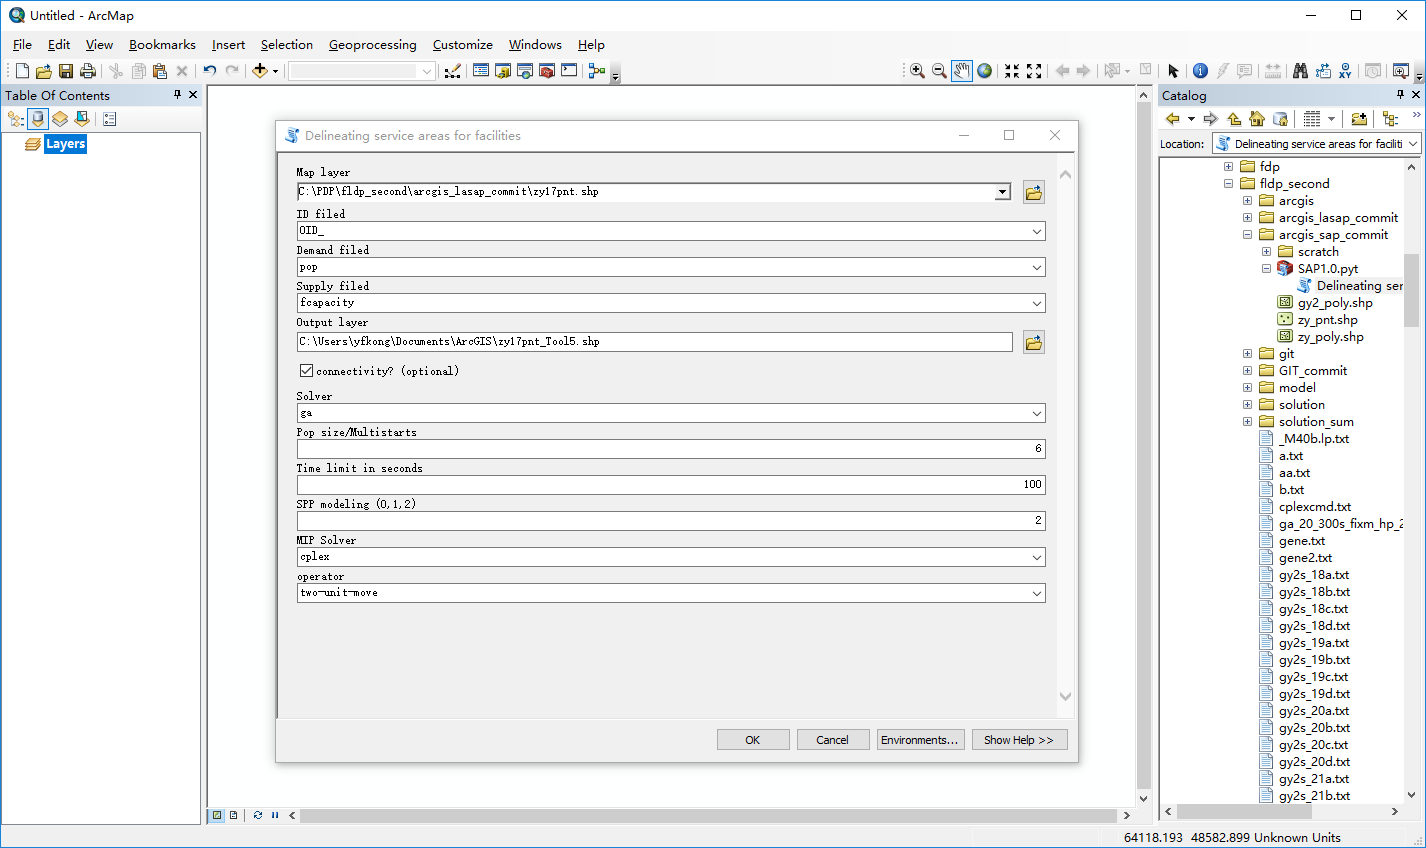 Untitled - ArcMap
File Edit View Bookmarks Insert Selection Geoprocessing Customize Windows Help
Table Of Contents
Layers
Delineating service areas for facilities
Map layer
C:\PDP\fldp_second\arcgis_lasap_commit\zy17pnt.shp
ID filed
OID_
Demand filed
pop
Supply filed
fcapacity
Output layer
C:\Users\yfkong\Documents\ArcGIS\zy17pnt_Tool5.shp
connectivity? (optional)
Solver
ga
Pop size/Multistarts
6
Time limit in seconds
100
SPP modeling (0,1,2)
2
MIP Solver
cplex
operator
two-unit-move
OK Cancel Environments... Show Help >>
Catalog
Location: Delineating service areas for faciliti
fdp
fldp_second
arcgis
arcgis_lasap_commit
arcgis_sap_commit
scratch
SAP1.0.pyt
Delineating ser
gy2_poly.shp
zy_pnt.shp
zy_poly.shp
git
GIT_commit
model
solution
solution_sum
_M40b.lp.txt
a.txt
aa.txt
b.txt
cplexcmd.txt
ga_20_300s_fixm_hp_2
gene.txt
gene2.txt
gy2s_18a.txt
gy2s_18b.txt
gy2s_18c.txt
gy2s_18d.txt
gy2s_19a.txt
gy2s_19b.txt
gy2s_19c.txt
gy2s_19d.txt
gy2s_20a.txt
gy2s_20b.txt
gy2s_20c.txt
gy2s_20d.txt
gy2s_21a.txt
gy2s_21b.txt
64118.193 48582.899 Unknown Units